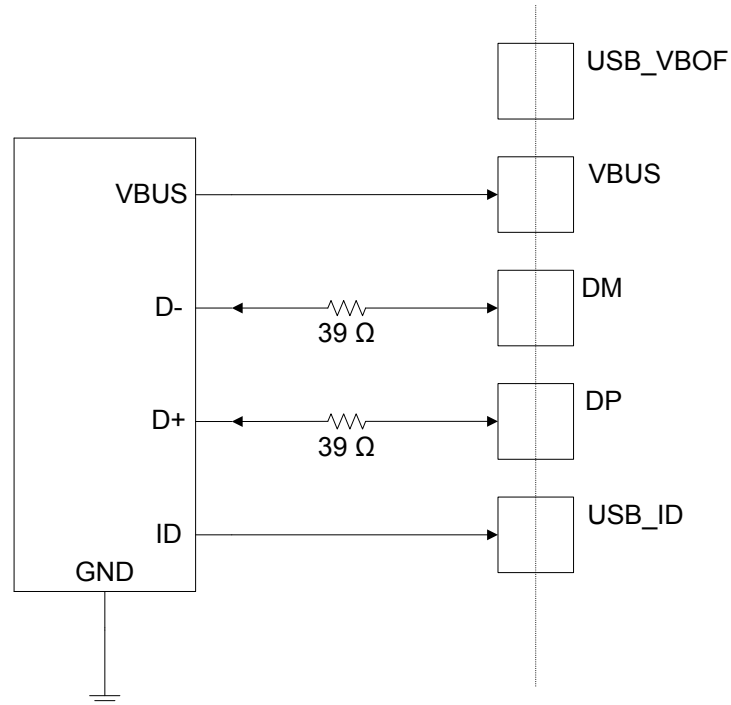 USB_VBOF
VBUS VBUS
D- DM
39 Ω
D+ DP
39 Ω
ID USB_ID
GND